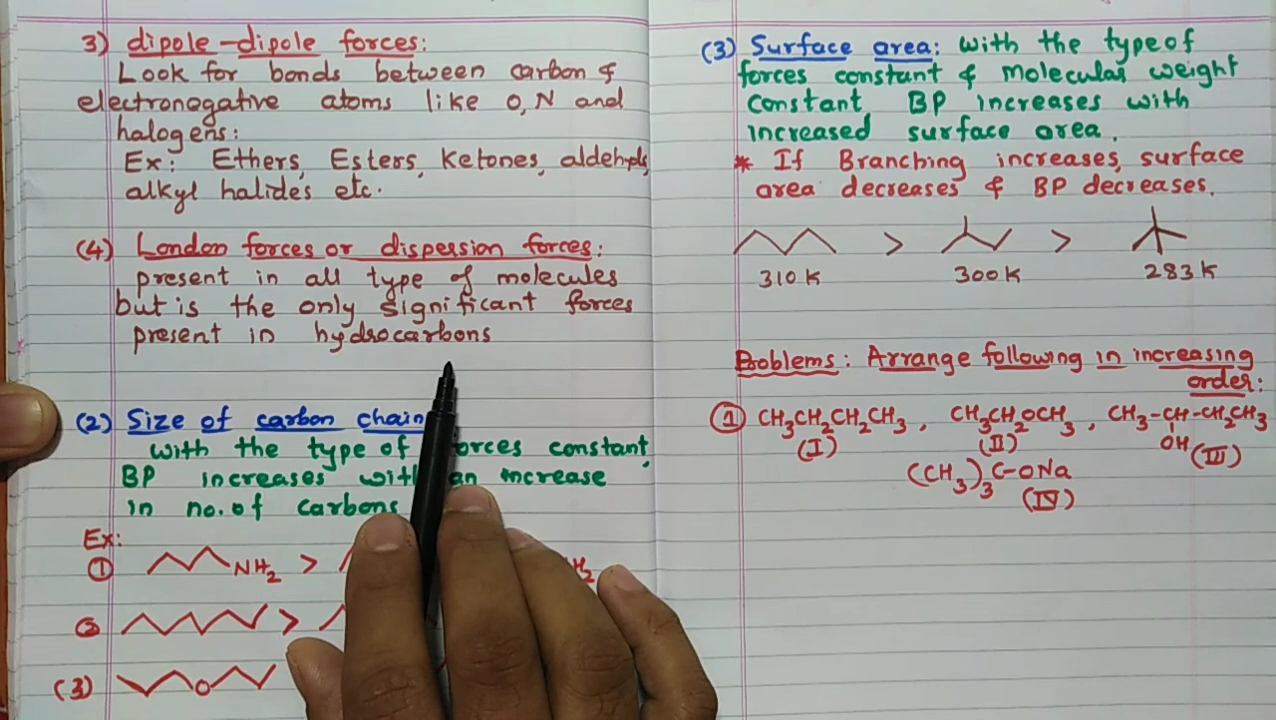 3) dipole-dipole forces:
Look for bonds between carbon &
electronogative atoms like O, N and
halogens:
Ex: Ethers, Esters, Ketones, aldehyds,
alkyl halides etc.
(4) London forces or dispersion forces:
present in all type of molecules
but is the only significant forces
present in hydrocarbons
(2) Size of carbon chain
with the type of forces constant,
BP increases with an increase
in no. of carbons
Ex:
① NH2 >
② >
(3) O
(3) Surface area: with the type of
forces constant & molecular weight
constant BP increases with
increased surface area.
* If Branching increases, surface
area decreases & BP decreases.
> >
310 K 300 K 283 K
Problems: Arrange following in increasing
order:
① CH3CH2CH2CH3, CH3CH2OCH3, CH3-CH-CH2CH3
(I) (II) OH (III)
(CH3)3C-ONa
(IV)